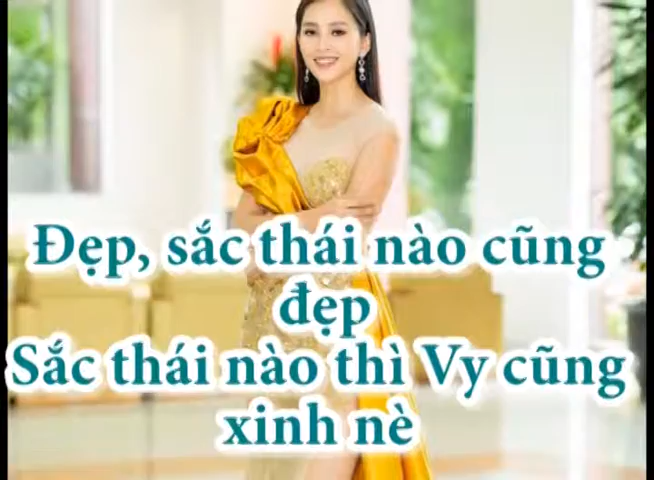 Đẹp, sắc thái nào cũng
đẹp
Sắc thái nào thì Vy cũng
xinh nè